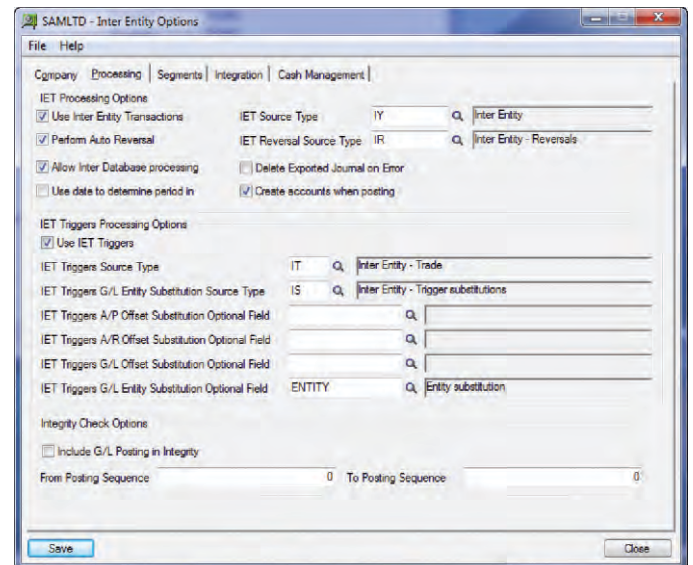 SAMLTD - Inter Entity Options
File Help
Company Processing Segments Integration Cash Management
IET Processing Options
Use Inter Entity Transactions IET Source Type IY Inter Entity
Perform Auto Reversal IET Reversal Source Type IR Inter Entity - Reversals
Allow Inter Database processing Delete Exported Journal on Error
Use date to determine period in Create accounts when posting
IET Triggers Processing Options
Use IET Triggers
IET Triggers Source Type IT Inter Entity - Trade
IET Triggers G/L Entity Substitution Source Type IS Inter Entity - Trigger substitutions
IET Triggers A/P Offset Substitution Optional Field
IET Triggers A/R Offset Substitution Optional Field
IET Triggers G/L Offset Substitution Optional Field
IET Triggers G/L Entity Substitution Optional Field ENTITY Entity substitution
Integrity Check Options
Include G/L Posting in Integrity
From Posting Sequence 0 To Posting Sequence 0
Save Close